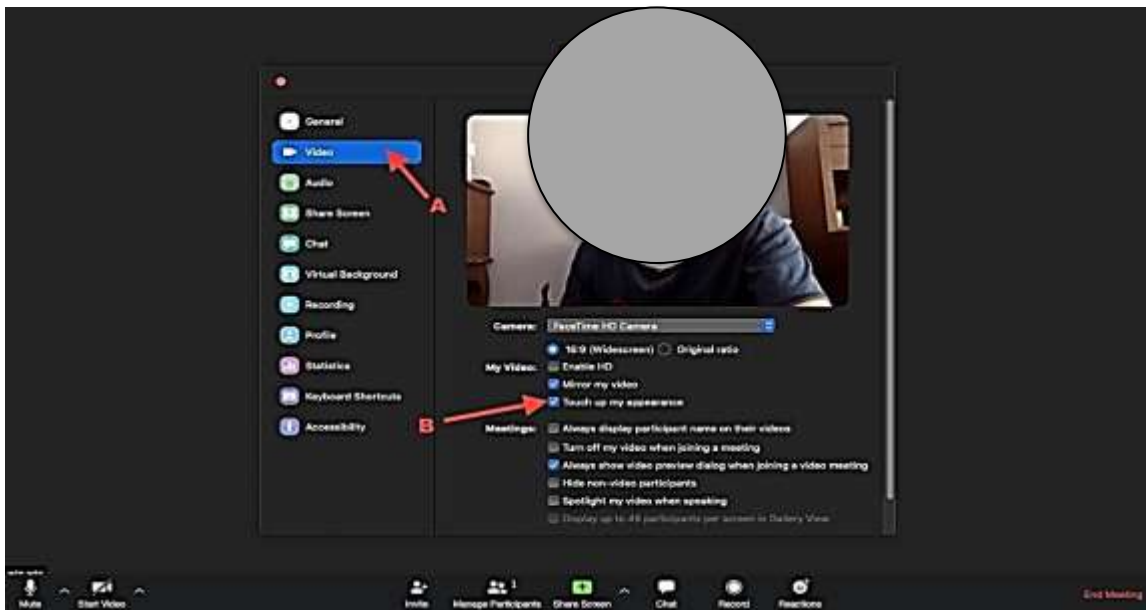 General
Video
A
Audio
Share Screen
Chat
Virtual Background
Recording
Profile
Statistics
Keyboard Shortcuts
Accessibility
Camera: FaceTime HD Camera
16:9 (Widescreen) Original ratio
My Video: Enable HD
Mirror my video
B Touch up my appearance
Meetings: Always display participant name on their videos
Turn off my video when joining a meeting
Always show video preview dialog when joining a video meeting
Hide non-video participants
Spotlight my video when speaking
Display up to 49 participants per screen in Gallery View
1
Mute Start Video Invite Manage Participants Share Screen Chat Record Reactions End Meeting